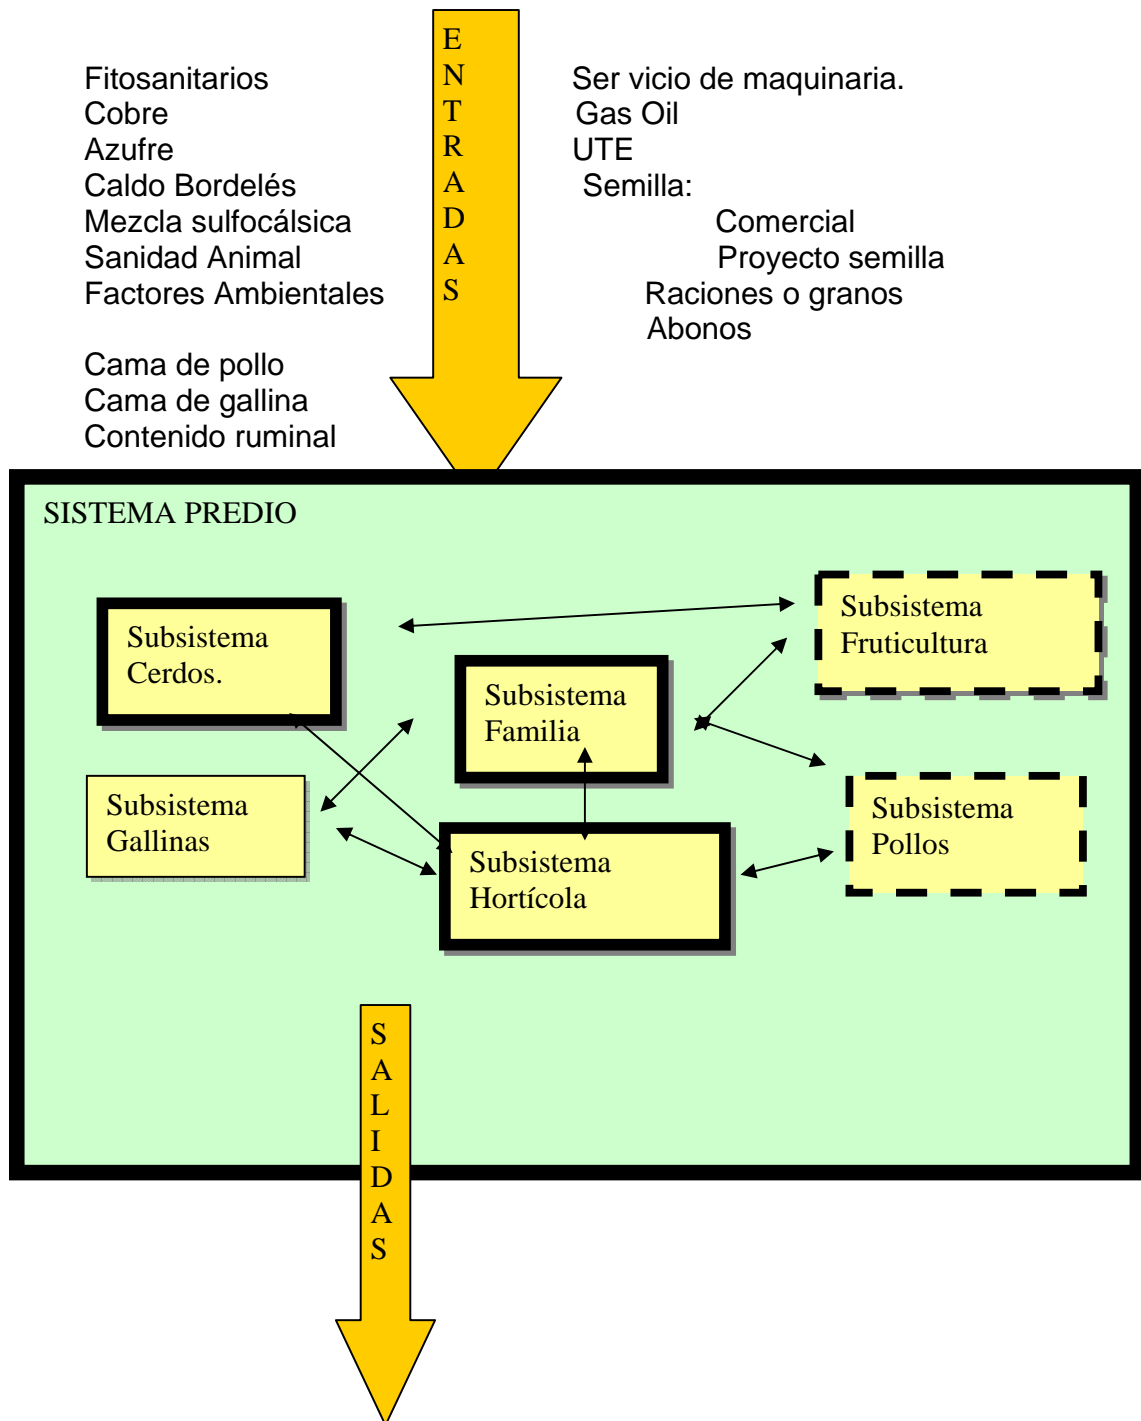 Fitosanitarios
Cobre
Azufre
Caldo Bordelés
Mezcla sulfocálsica
Sanidad Animal
Factores Ambientales
Cama de pollo
Cama de gallina
Contenido ruminal
E
N
T
R
A
D
A
S
Ser vicio de maquinaria.
Gas Oil
UTE
Semilla:
Comercial
Proyecto semilla
Raciones o granos
Abonos
SISTEMA PREDIO
Subsistema
Cerdos.
Subsistema
Familia
Subsistema
Fruticultura
Subsistema
Gallinas
Subsistema
Hortícola
Subsistema
Pollos
S
A
L
I
D
A
S